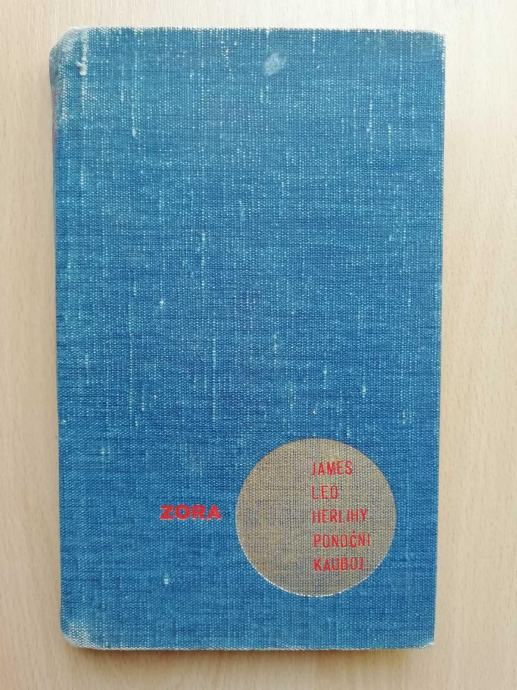 ZORA
JAMES
LEO
HERLIHY
PONOĆNI
KAUBOJ